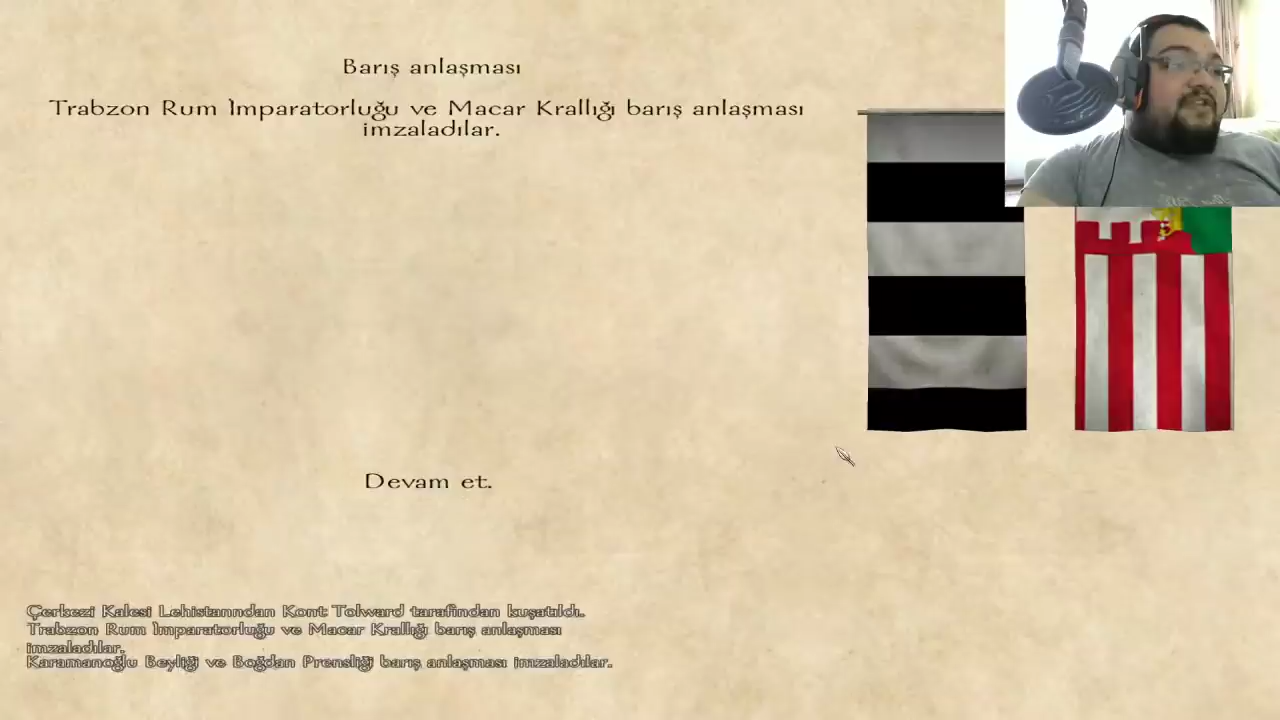 Barış anlaşması
Trabzon Rum İmparatorluğu ve Macar Krallığı barış anlaşması
imzaladılar.
Devam et.
Çerkezi Kalesi Lehistanndan Kont Tolward tarafından kuşatıldı.
Trabzon Rum İmparatorluğu ve Macar Krallığı barış anlaşması
imzaladılar.
Karamanoğlu Beyliği ve Boğdan Prensliği barış anlaşması imzaladılar.